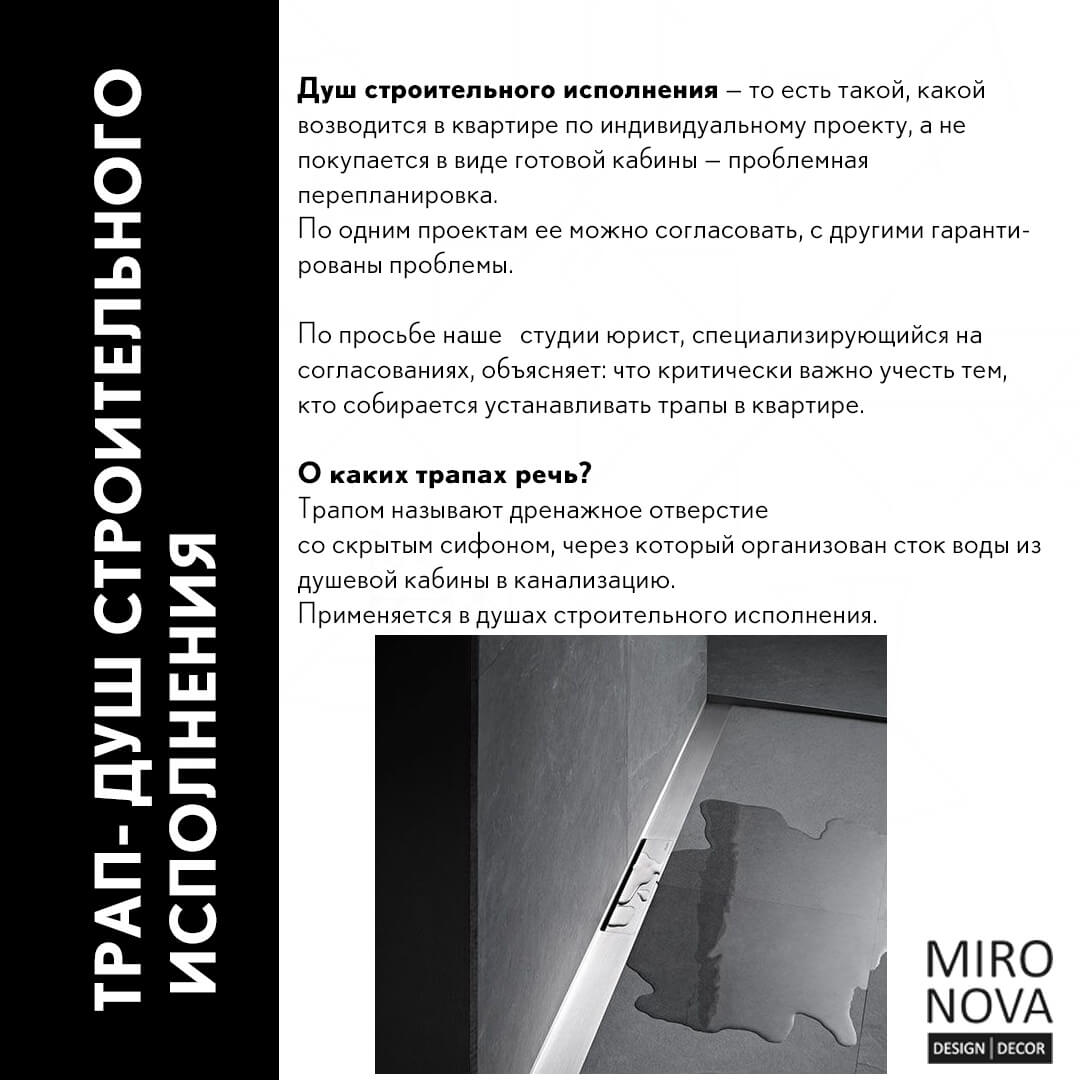 ТРАП- ДУШ СТРОИТЕЛЬНОГО
ИСПОЛНЕНИЯ
Душ строительного исполнения – то есть такой, какой
возводится в квартире по индивидуальному проекту, а не
покупается в виде готовой кабины – проблемная
перепланировка.
По одним проектам ее можно согласовать, с другими гаранти-
рованы проблемы.
По просьбе наше студии юрист, специализирующийся на
согласованиях, объясняет: что критически важно учесть тем,
кто собирается устанавливать трапы в квартире.
О каких трапах речь?
Трапом называют дренажное отверстие
со скрытым сифоном, через который организован сток воды из
душевой кабины в канализацию.
Применяется в душах строительного исполнения.
MIRO
NOVA
DESIGN | DECOR